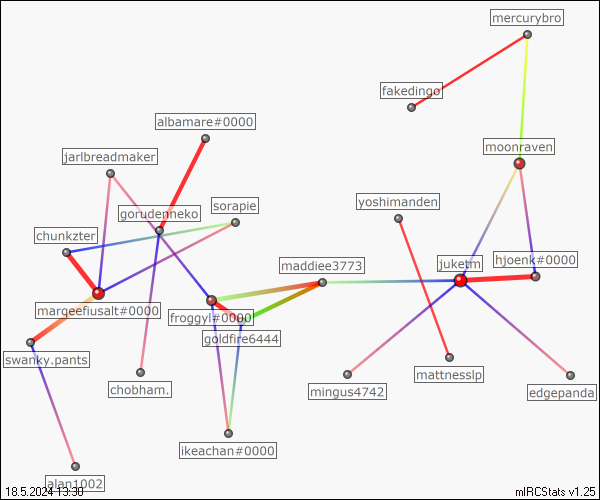 mercurybro
fakedingo
albamare#0000
moonraven
jarlbreadmaker
yoshimanden
sorapie
gorudenneko
chunkzter
maddiee3773
juketm
hjoenk#0000
margeefiusalt#0000
froggyl#0000
goldfire6444
swanky.pants
chobham.
mingus4742
mattnesslp
edgepanda
ikeachan#0000
alan1002
18.5.2024 13:30
mIRCStats v1.25